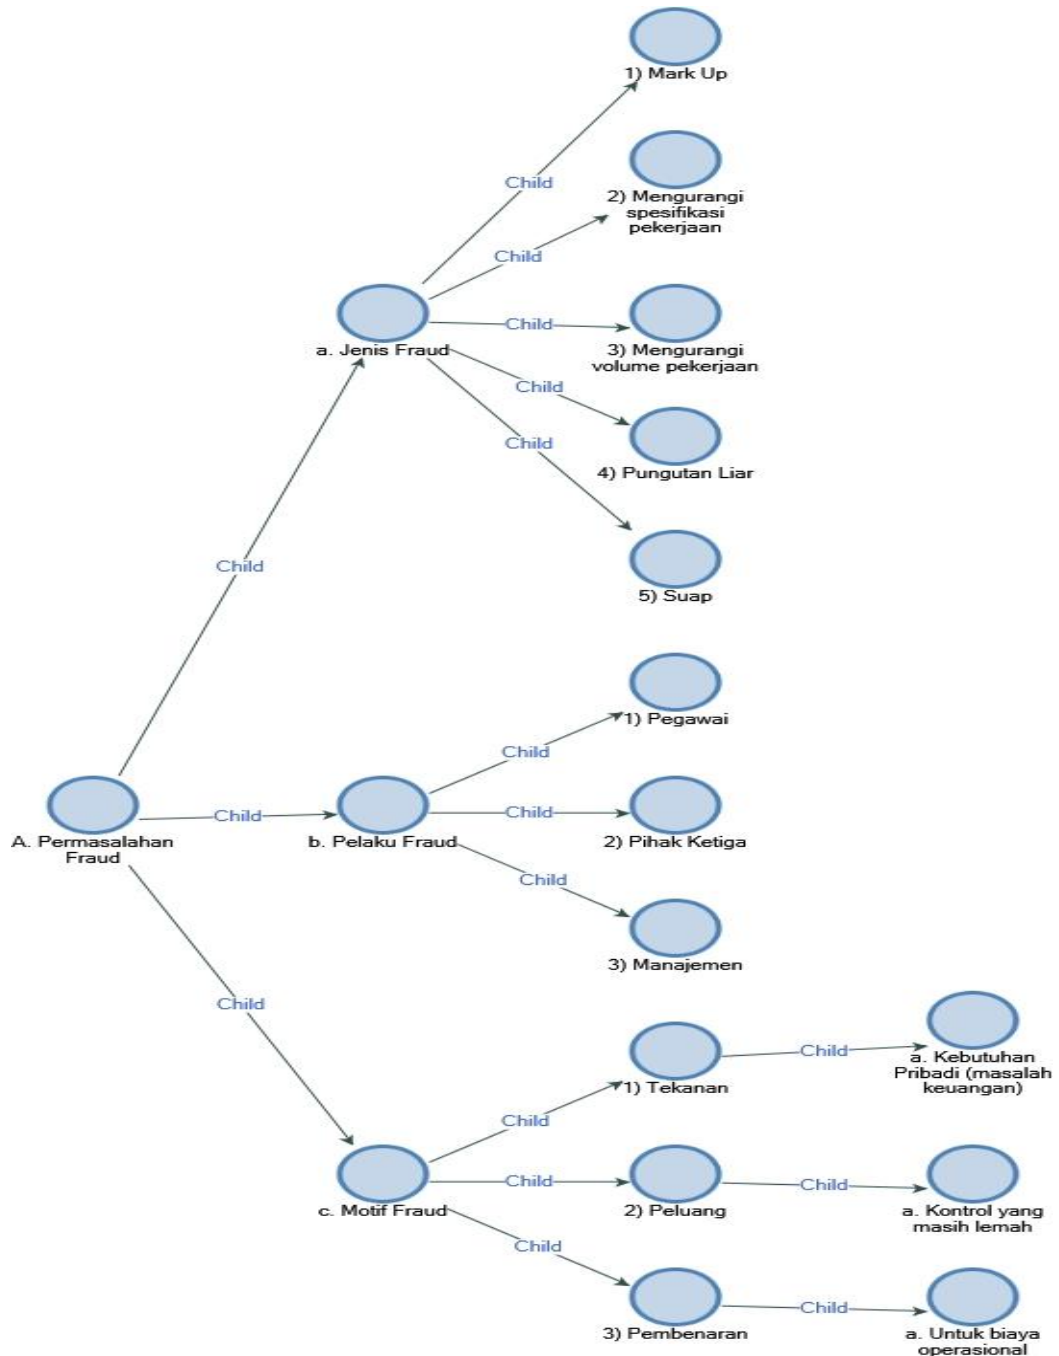 1) Mark Up
Child
2) Mengurangi
spesifikasi
pekerjaan
Child
a. Jenis Fraud
Child
3) Mengurangi
volume pekerjaan
Child
4) Pungutan Liar
Child
5) Suap
Child
1) Pegawai
Child
A. Permasalahan
Fraud
Child
b. Pelaku Fraud
Child
2) Pihak Ketiga
Child
3) Manajemen
Child
1) Tekanan
Child
a. Kebutuhan
Pribadi (masalah
keuangan)
Child
c. Motif Fraud
Child
2) Peluang
Child
a. Kontrol yang
masih lemah
Child
3) Pembenaran
Child
a. Untuk biaya
operasional